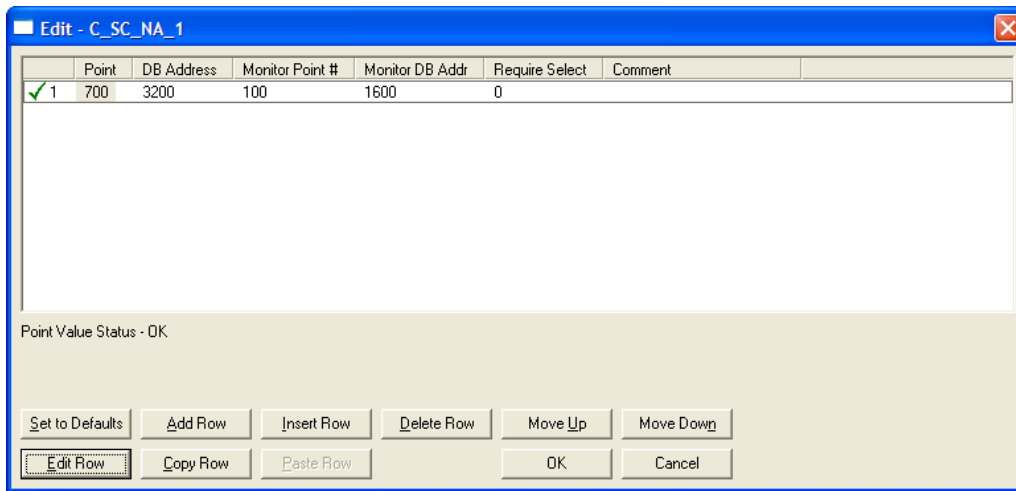 Edit - C_SC_NA_1
Point DB Address Monitor Point # Monitor DB Addr Require Select Comment
1 700 3200 100 1600 0
Point Value Status - OK
Set to Defaults Add Row Insert Row Delete Row Move Up Move Down
Edit Row Copy Row Paste Row OK Cancel